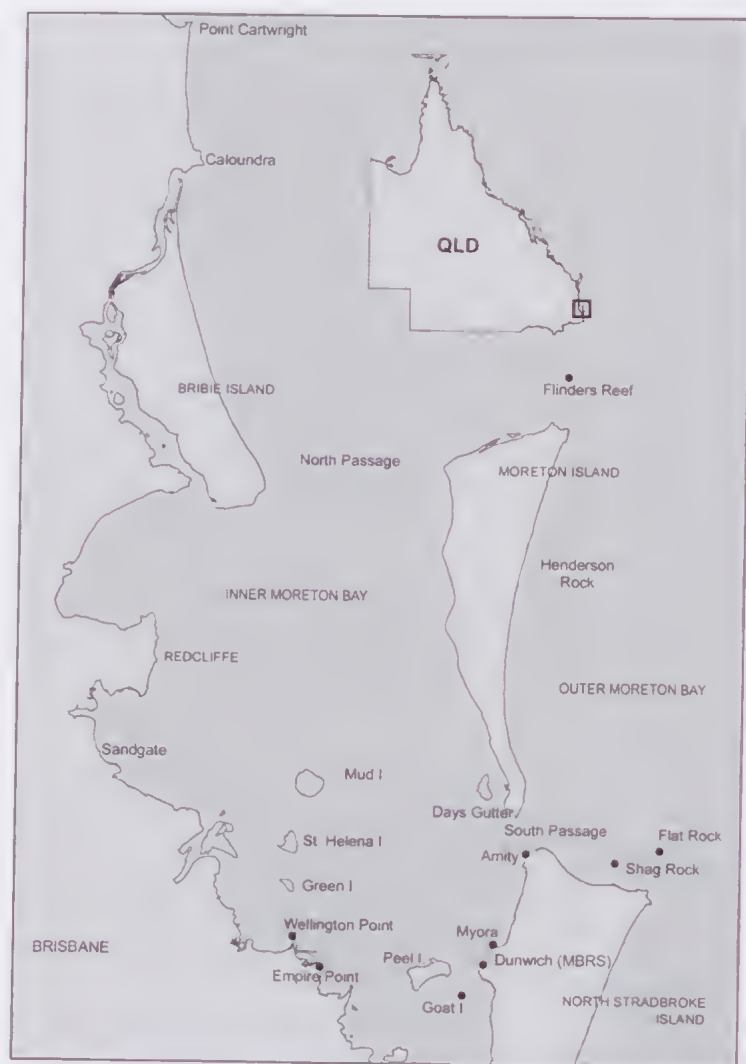 Point Cartwright
Caloundra
QLD
Flinders Reef
BRIBIE ISLAND
North Passage
MORETON ISLAND
Henderson
Rock
INNER MORETON BAY
REDCLIFFE
OUTER MORETON BAY
Sandgate
Mud I
Days Gutter
South Passage
Flat Rock
St Helena I
Amity
Shag Rock
Green I
Wellington Point
BRISBANE
Myora
Peel I
Dunwich (MBRS)
Empire Point
Goat I
NORTH STRADBROKE
ISLAND